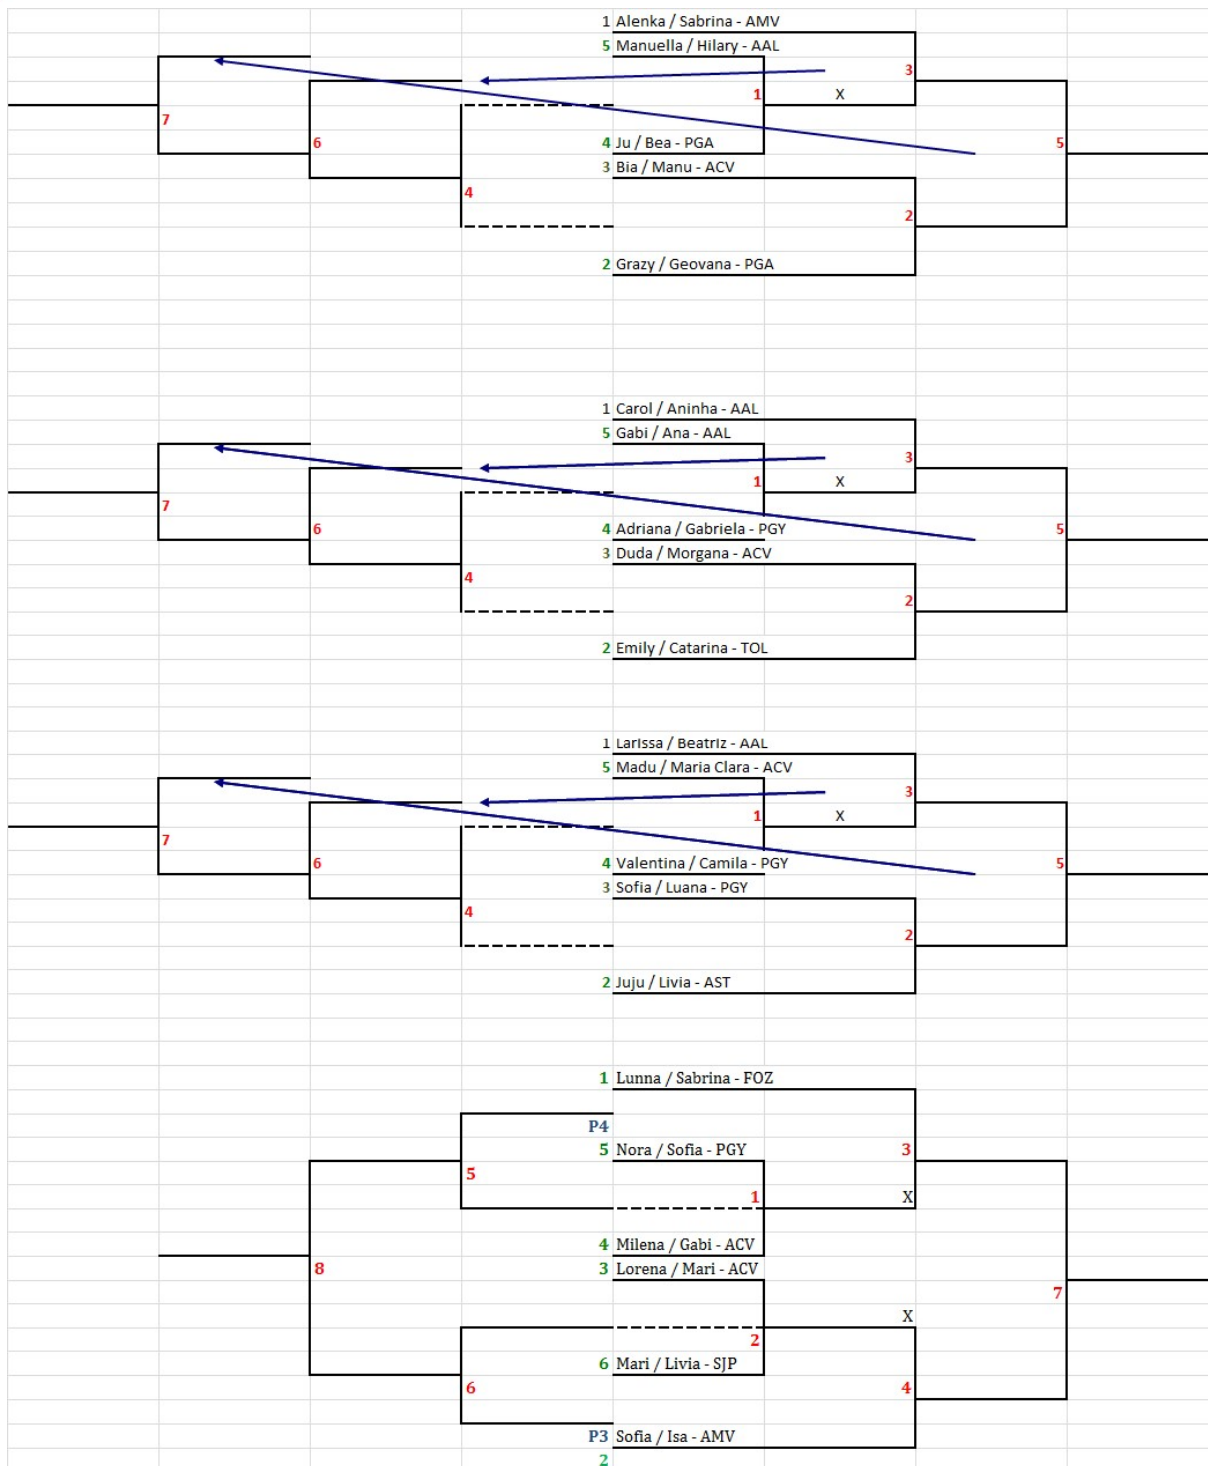 1 Alenka / Sabrina - AMV
5 Manuella / Hilary - AAL
3
1 X
7
6
4 Ju / Bea - PGA
5
3 Bia / Manu - ACV
4
2
2 Grazy / Geovana - PGA
1 Carol / Aninha - AAL
5 Gabi / Ana - AAL
3
1 X
7
6
4 Adriana / Gabriela - PGY
5
3 Duda / Morgana - ACV
4
2
2 Emily / Catarina - TOL
1 Larissa / Beatriz - AAL
5 Madu / Maria Clara - ACV
3
1 X
7
6
4 Valentina / Camila - PGY
5
3 Sofia / Luana - PGY
4
2
2 Juju / Livia - AST
1 Lunna / Sabrina - FOZ
P4
5 Nora / Sofia - PGY
3
5
1 X
4 Milena / Gabi - ACV
3 Lorena / Mari - ACV
8
7
X
2
6 Mari / Livia - SJP
6
4
P3 Sofia / Isa - AMV
2